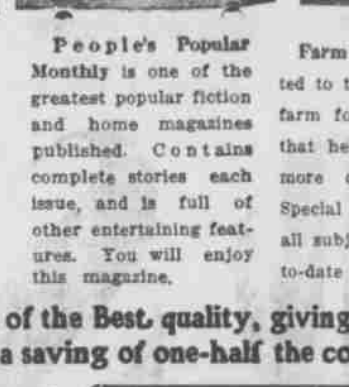 People's Popular
Monthly is one of the
greatest popular fiction
and home magazines
published. Contains
complete stories each
issue, and is full of
other entertaining feat-
ures. You will enjoy
this magazine.
Farm
ted to t
farm fo
that he
more
Special
all subj
to-date
of the Best quality, giving
a saving of one-half the co